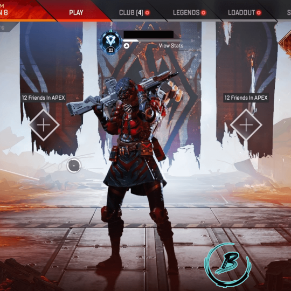 PLAY
CLUB (4)
LEGENDS
LOADOUT
View Stats
12 Friends In APEX
12 Friends In APEX
B